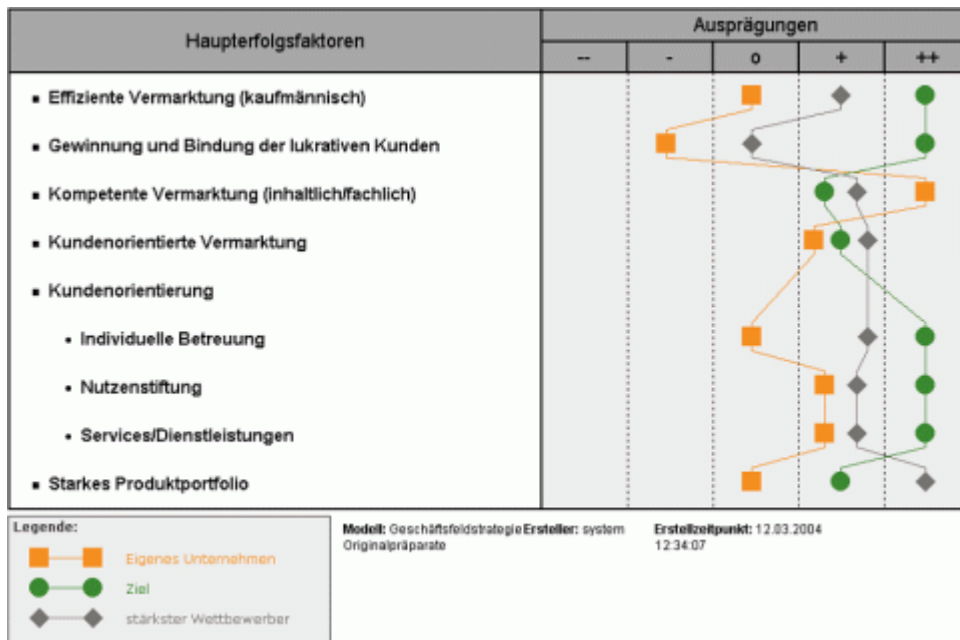 Haupterfolgsfaktoren
Ausprägungen
-- - o + ++
▪ Effiziente Vermarktung (kaufmännisch)
▪ Gewinnung und Bindung der lukrativen Kunden
▪ Kompetente Vermarktung (inhaltlich/fachlich)
▪ Kundenorientierte Vermarktung
▪ Kundenorientierung
• Individuelle Betreuung
• Nutzenstiftung
• Services/Dienstleistungen
▪ Starkes Produktportfolio
Legende:
Eigenes Unternehmen
Ziel
stärkster Wettbewerber
Modell: Geschäftsfeldstrategie Ersteller: system Erstellzeitpunkt: 12.03.2004
Originalpräparate 12:34:07